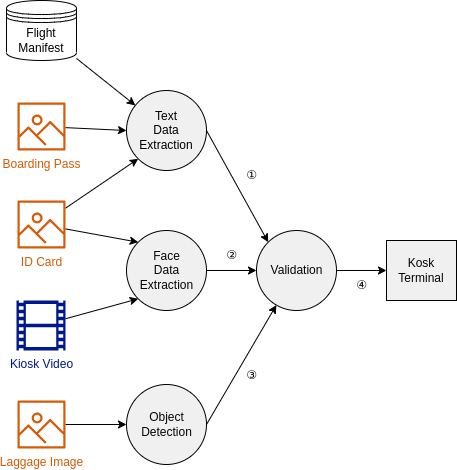 Flight
Manifest
Text
Data
Extraction
Boarding Pass
①
ID Card
Face
Data
Extraction
②
Validation
④
Kosk
Terminal
Kiosk Video
③
Object
Detection
Laggage Image